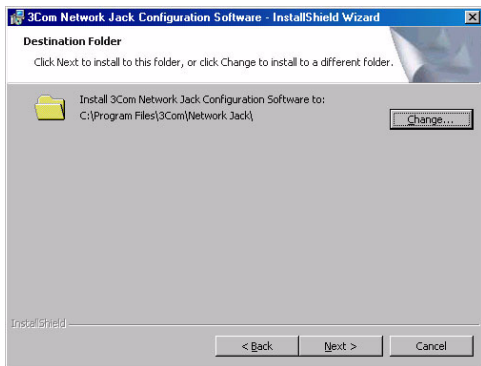 3Com Network Jack Configuration Software - InstallShield Wizard
Destination Folder
Click Next to install to this folder, or click Change to install to a different folder.
Install 3Com Network Jack Configuration Software to:
C:\Program Files\3Com\Network Jack\
Change...
InstallShield
< Back
Next >
Cancel